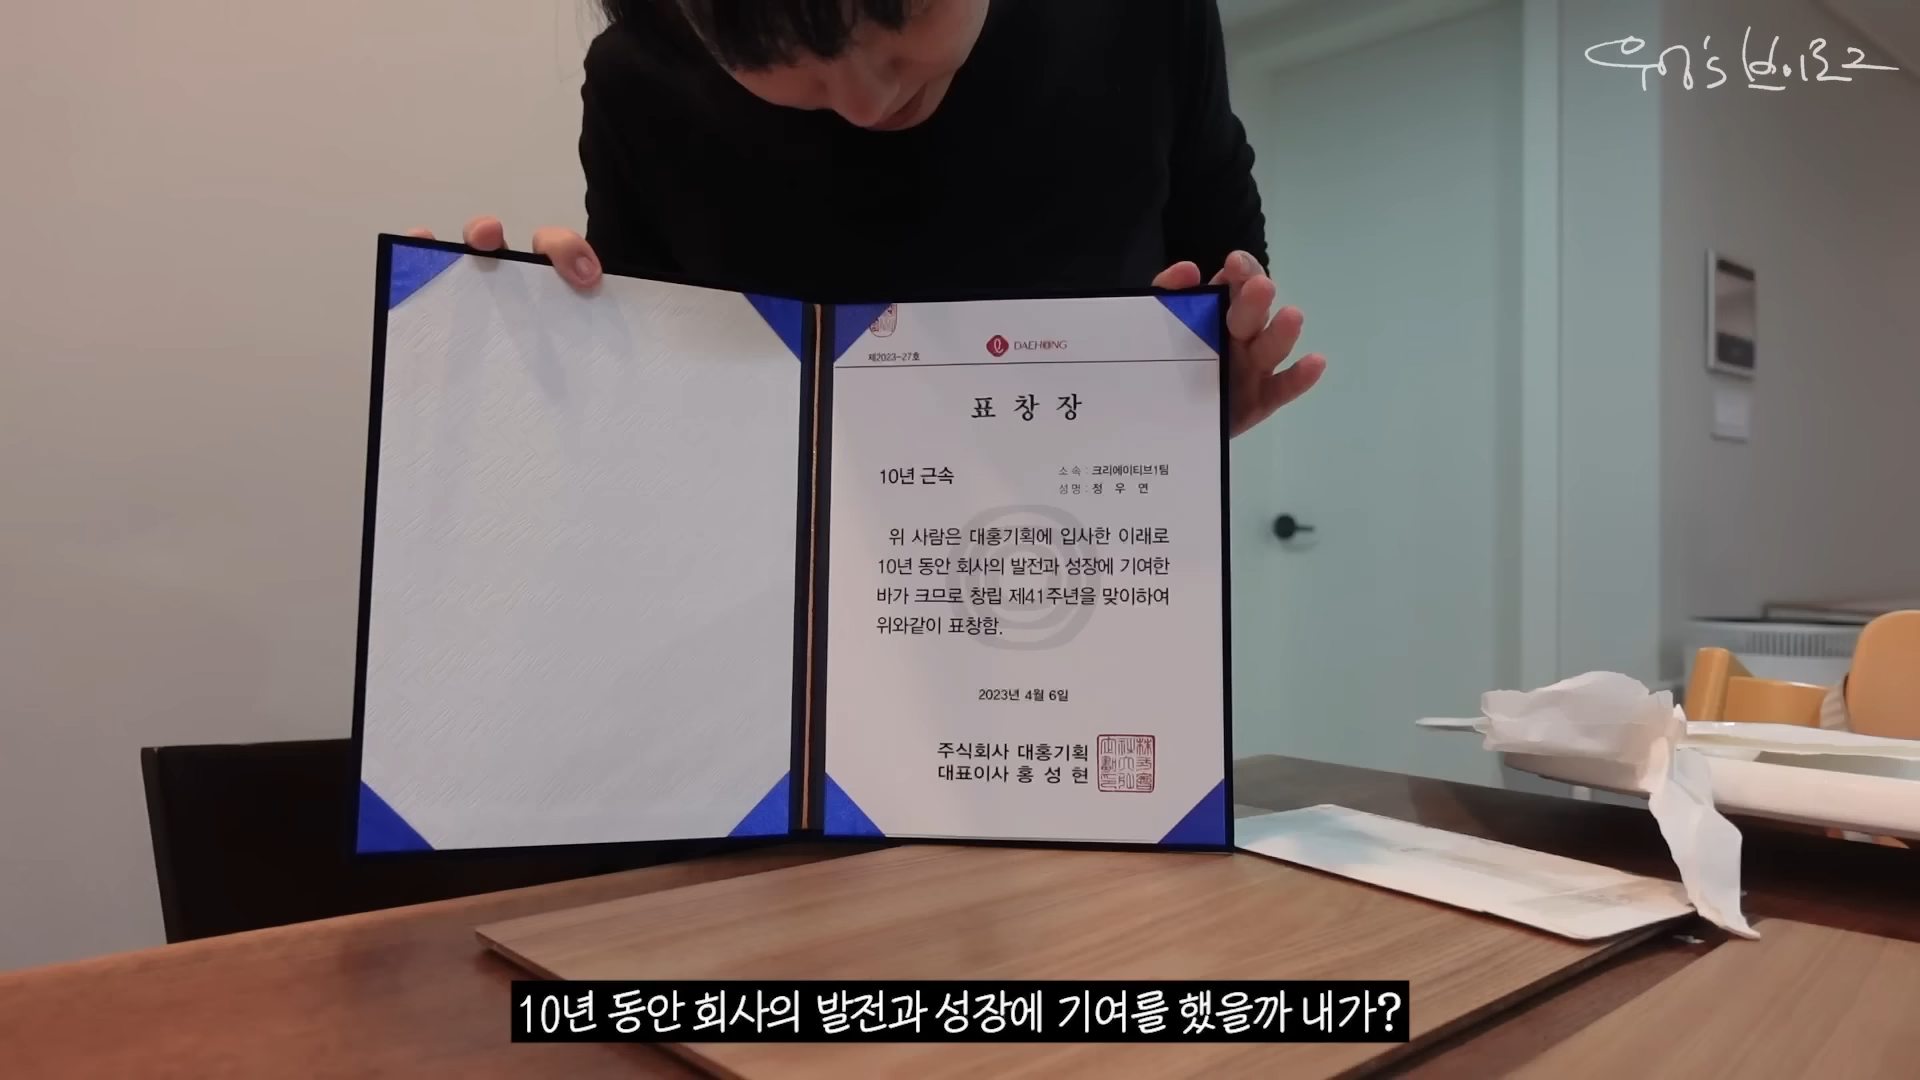 우정's 브이로그
제2023-27호
DAEHONG
표 창 장
10년 근속
소 속 : 크리에이티브1팀
성 명 : 정 우 연
위 사람은 대홍기획에 입사한 이래로
10년 동안 회사의 발전과 성장에 기여한
바가 크므로 창립 제41주년을 맞이하여
위와같이 표창함.
2023년 4월 6일
주식회사 대홍기획
대표이사 홍 성 현
10년 동안 회사의 발전과 성장에 기여를 했을까 내가?